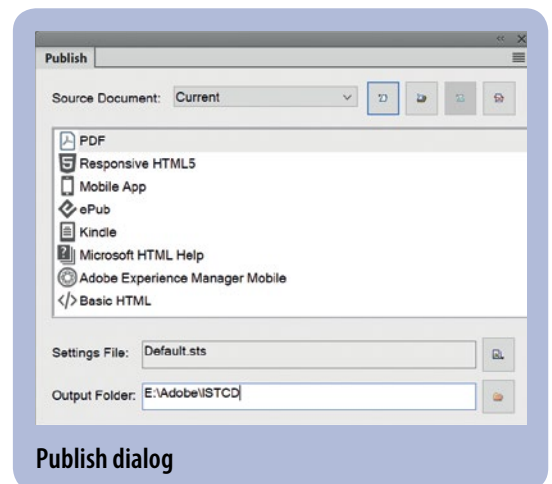 Publish
Source Document: Current
PDF
Responsive HTML5
Mobile App
ePub
Kindle
Microsoft HTML Help
Adobe Experience Manager Mobile
Basic HTML
Settings File: Default.sts
Output Folder: E:\Adobe\ISTCD
Publish dialog